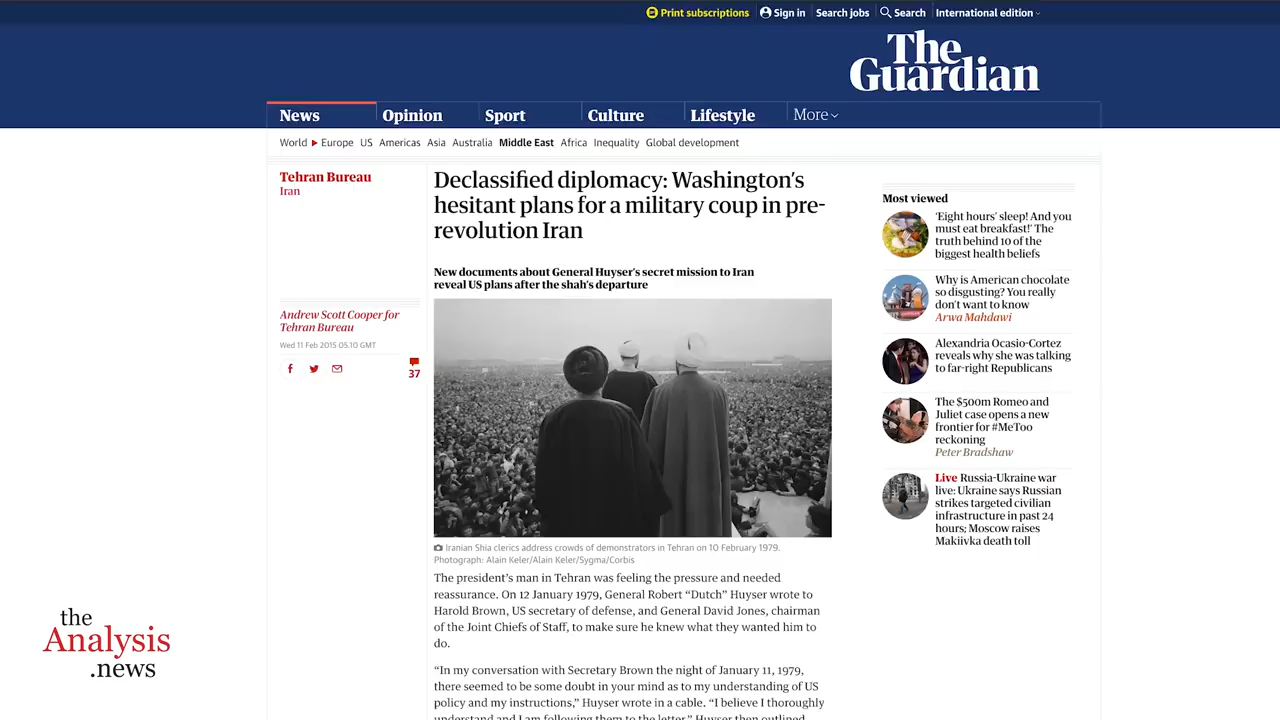 Print subscriptions
Sign in
Search jobs
Search
International edition
The
Guardian
News
Opinion
Sport
Culture
Lifestyle
More
World
Europe
US
Americas
Asia
Australia
Middle East
Africa
Inequality
Global development
Tehran Bureau
Iran
Declassified diplomacy: Washington's
hesitant plans for a military coup in pre-
revolution Iran
New documents about General Huyser's secret mission to Iran
reveal US plans after the shah's departure
Andrew Scott Cooper for
Tehran Bureau
Wed 11 Feb 2015 05.10 GMT
37
Iranian Shia clerics address crowds of demonstrators in Tehran on 10 February 1979.
Photograph: Alain Keler/Alain Keler/Sygma/Corbis
The president's man in Tehran was feeling the pressure and needed
reassurance. On 12 January 1979, General Robert “Dutch” Huyser wrote to
Harold Brown, US secretary of defense, and General David Jones, chairman
of the Joint Chiefs of Staff, to make sure he knew what they wanted him to
do.
“In my conversation with Secretary Brown the night of January 11, 1979,
there seemed to be some doubt in your mind as to my understanding of US
policy and my instructions,” Huyser wrote in a cable. “I believe I thoroughly
understand and I am following them to the letter.” Huyser then outlined
Most viewed
'Eight hours' sleep! And you
must eat breakfast!' The
truth behind 10 of the
biggest health beliefs
Why is American chocolate
so disgusting? You really
don't want to know
Arwa Mahdawi
Alexandria Ocasio-Cortez
reveals why she was talking
to far-right Republicans
The $500m Romeo and
Juliet case opens a new
frontier for #MeToo
reckoning
Peter Bradshaw
Live Russia-Ukraine war
live: Ukraine says Russian
strikes targeted civilian
infrastructure in past 24
hours; Moscow raises
Makiivka death toll
the
Analysis
.news